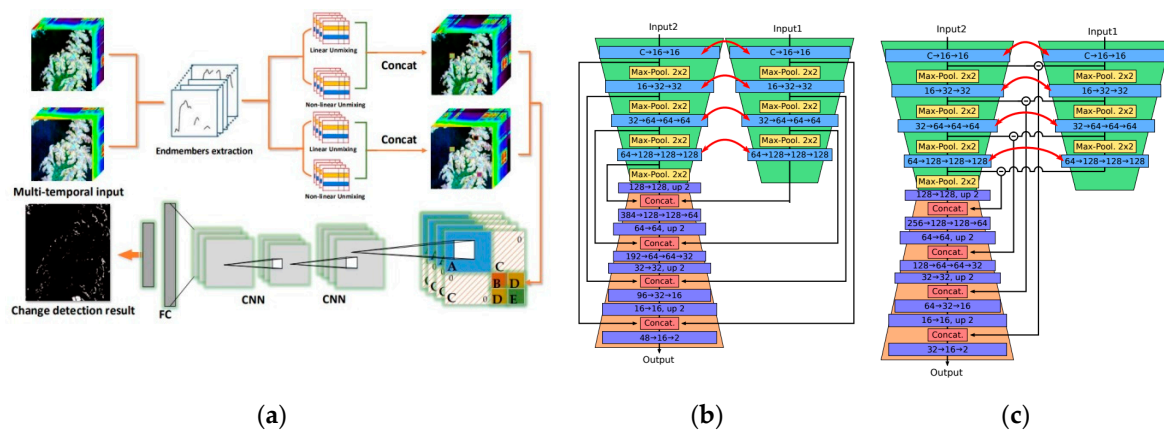 Linear Unmixing
Concat
Non-linear Unmixing
Endmembers extraction
Linear Unmixing
Concat
Non-linear Unmixing
Multi-temporal input
0
A
C
0
B
D
C
0
D
E
CNN
CNN
FC
Change detection result
(a)
Input2
Input1
C→16→16
C→16→16
Max-Pool. 2x2
Max-Pool. 2x2
16→32→32
16→32→32
Max-Pool. 2x2
Max-Pool. 2x2
32→64→64→64
32→64→64→64
Max-Pool. 2x2
Max-Pool. 2x2
64→128→128→128
64→128→128→128
Max-Pool. 2x2
Max-Pool. 2x2
128→128, up 2
Concat.
384→128→128→64
64→64, up 2
Concat.
192→64→64→32
32→32, up 2
Concat.
96→32→16
16→16, up 2
Concat.
48→16→2
Output
(b)
Input2
Input1
C→16→16
C→16→16
Max-Pool. 2x2
Max-Pool. 2x2
16→32→32
16→32→32
Max-Pool. 2x2
Max-Pool. 2x2
32→64→64→64
32→64→64→64
Max-Pool. 2x2
Max-Pool. 2x2
64→128→128→128
64→128→128→128
Max-Pool. 2x2
128→128, up 2
Concat.
256→128→128→64
64→64, up 2
Concat.
128→64→64→32
32→32, up 2
Concat.
64→32→16
16→16, up 2
Concat.
32→16→2
Output
(c)